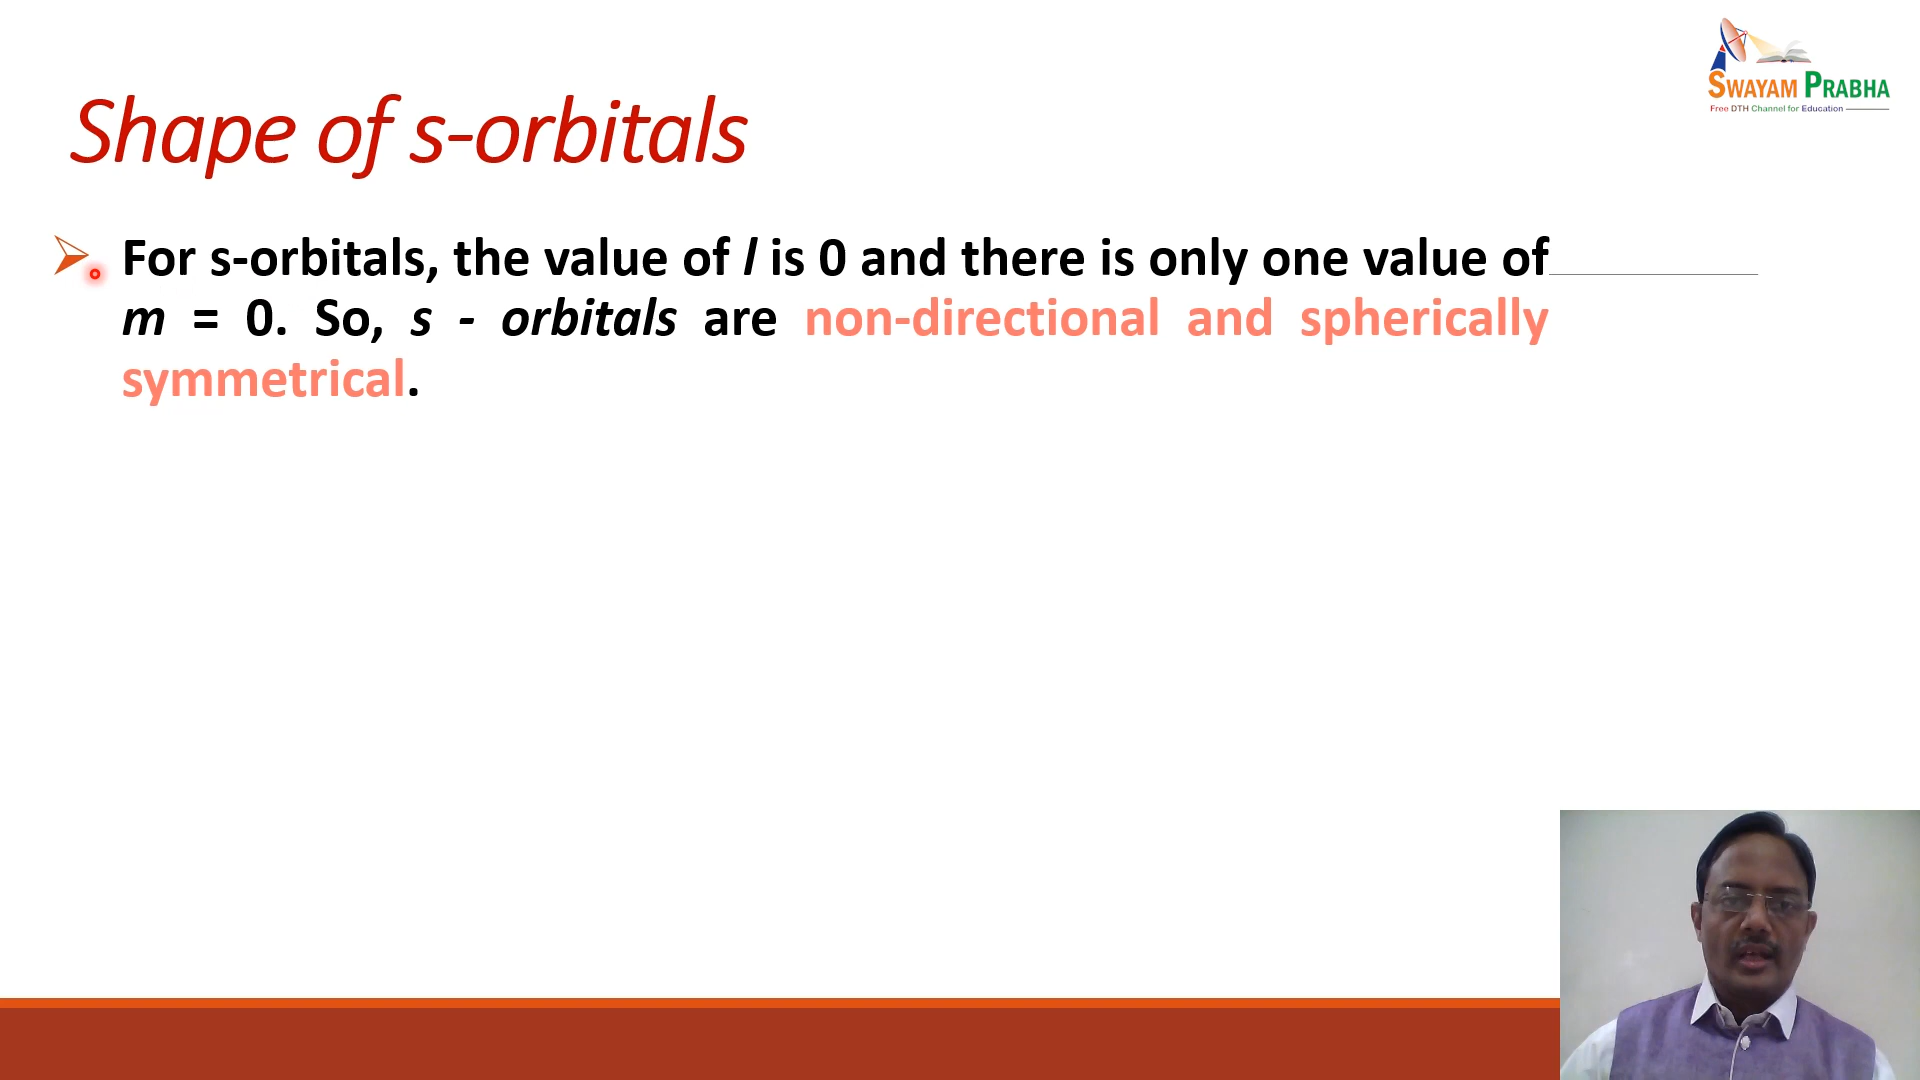 SWAYAM PRABHA
Free DTH Channel for Education
Shape of s-orbitals
For s-orbitals, the value of l is 0 and there is only one value of
m = 0. So, s - orbitals are non-directional and spherically
symmetrical.